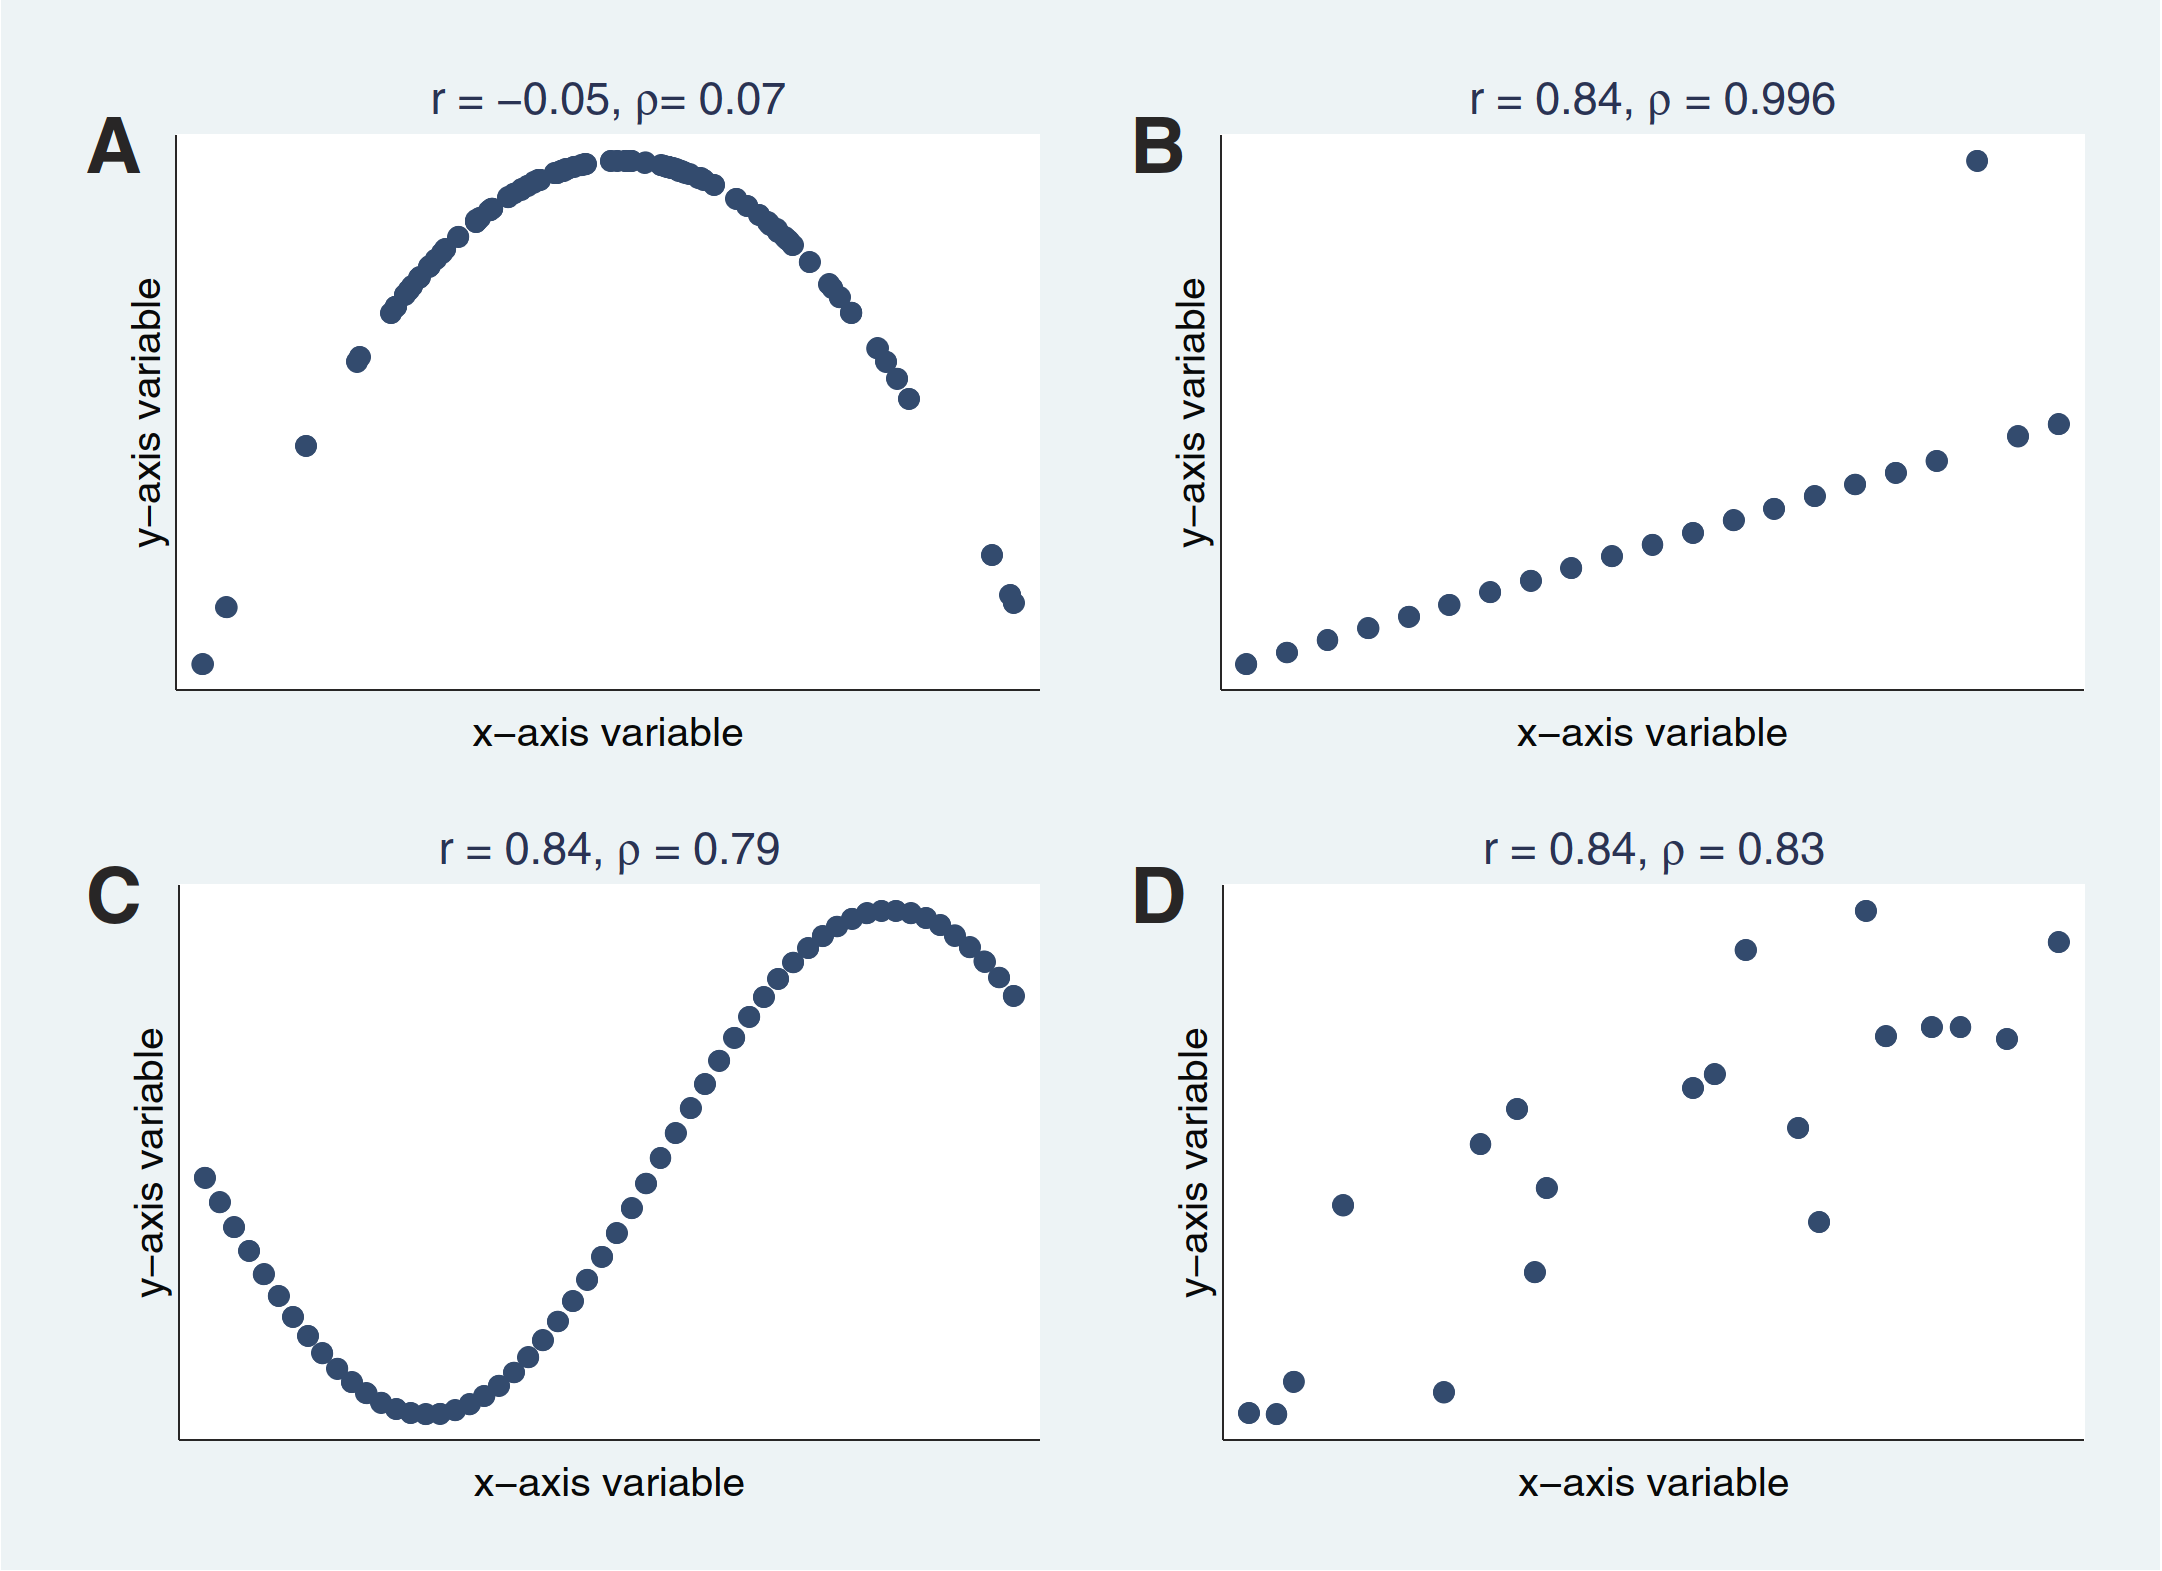 A
r = −0.05, ρ= 0.07
y−axis variable
x−axis variable
B
r = 0.84, ρ = 0.996
y−axis variable
x−axis variable
C
r = 0.84, ρ = 0.79
y−axis variable
x−axis variable
D
r = 0.84, ρ = 0.83
y−axis variable
x−axis variable